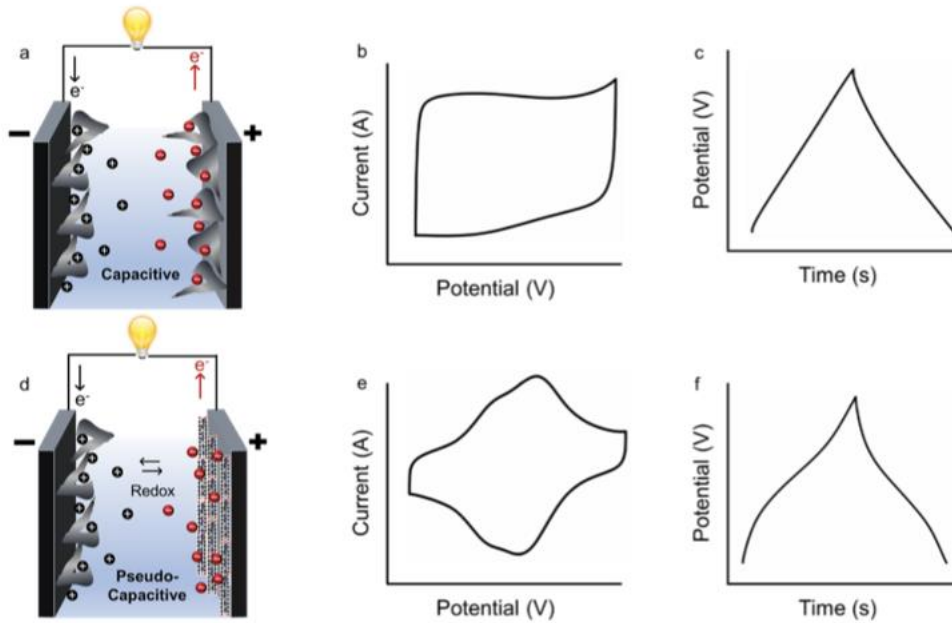 a
e-
e-
−
+
Capacitive
b
Current (A)
Potential (V)
c
Potential (V)
Time (s)
d
e-
e-
−
+
Redox
Pseudo-
Capacitive
e
Current (A)
Potential (V)
f
Potential (V)
Time (s)